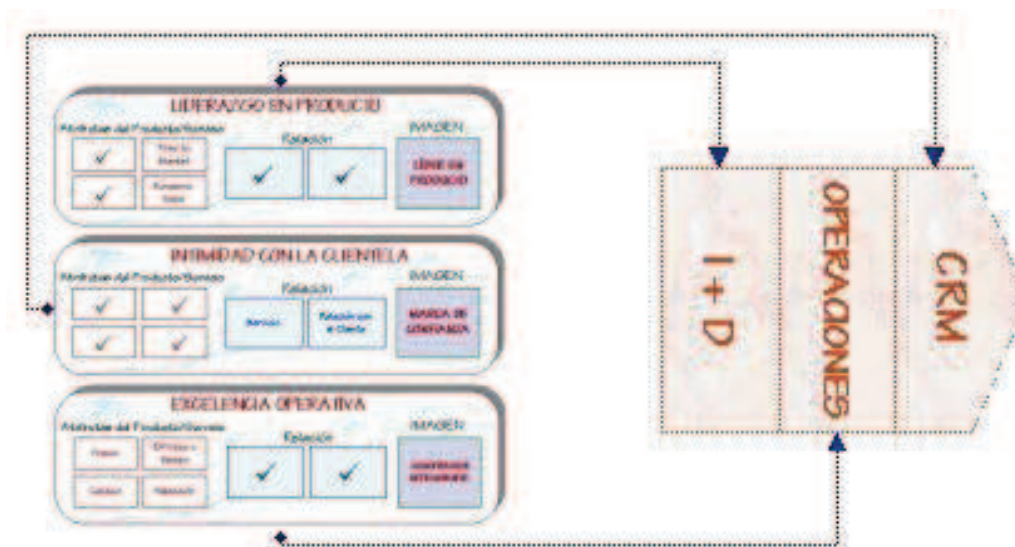 LIDERAZGO EN PRODUCTO
Atributos del Producto/Servicio
Relación
IMAGEN
LÍDER EN
PRODUCTO
INTIMIDAD CON LA CLIENTELA
Atributos del Producto/Servicio
Relación
IMAGEN
Servicio
Relación con
el Cliente
MARCA DE
CONFIANZA
EXCELENCIA OPERATIVA
Atributos del Producto/Servicio
Relación
IMAGEN
Precio
Calidad
I + D
OPERACIONES
CRM